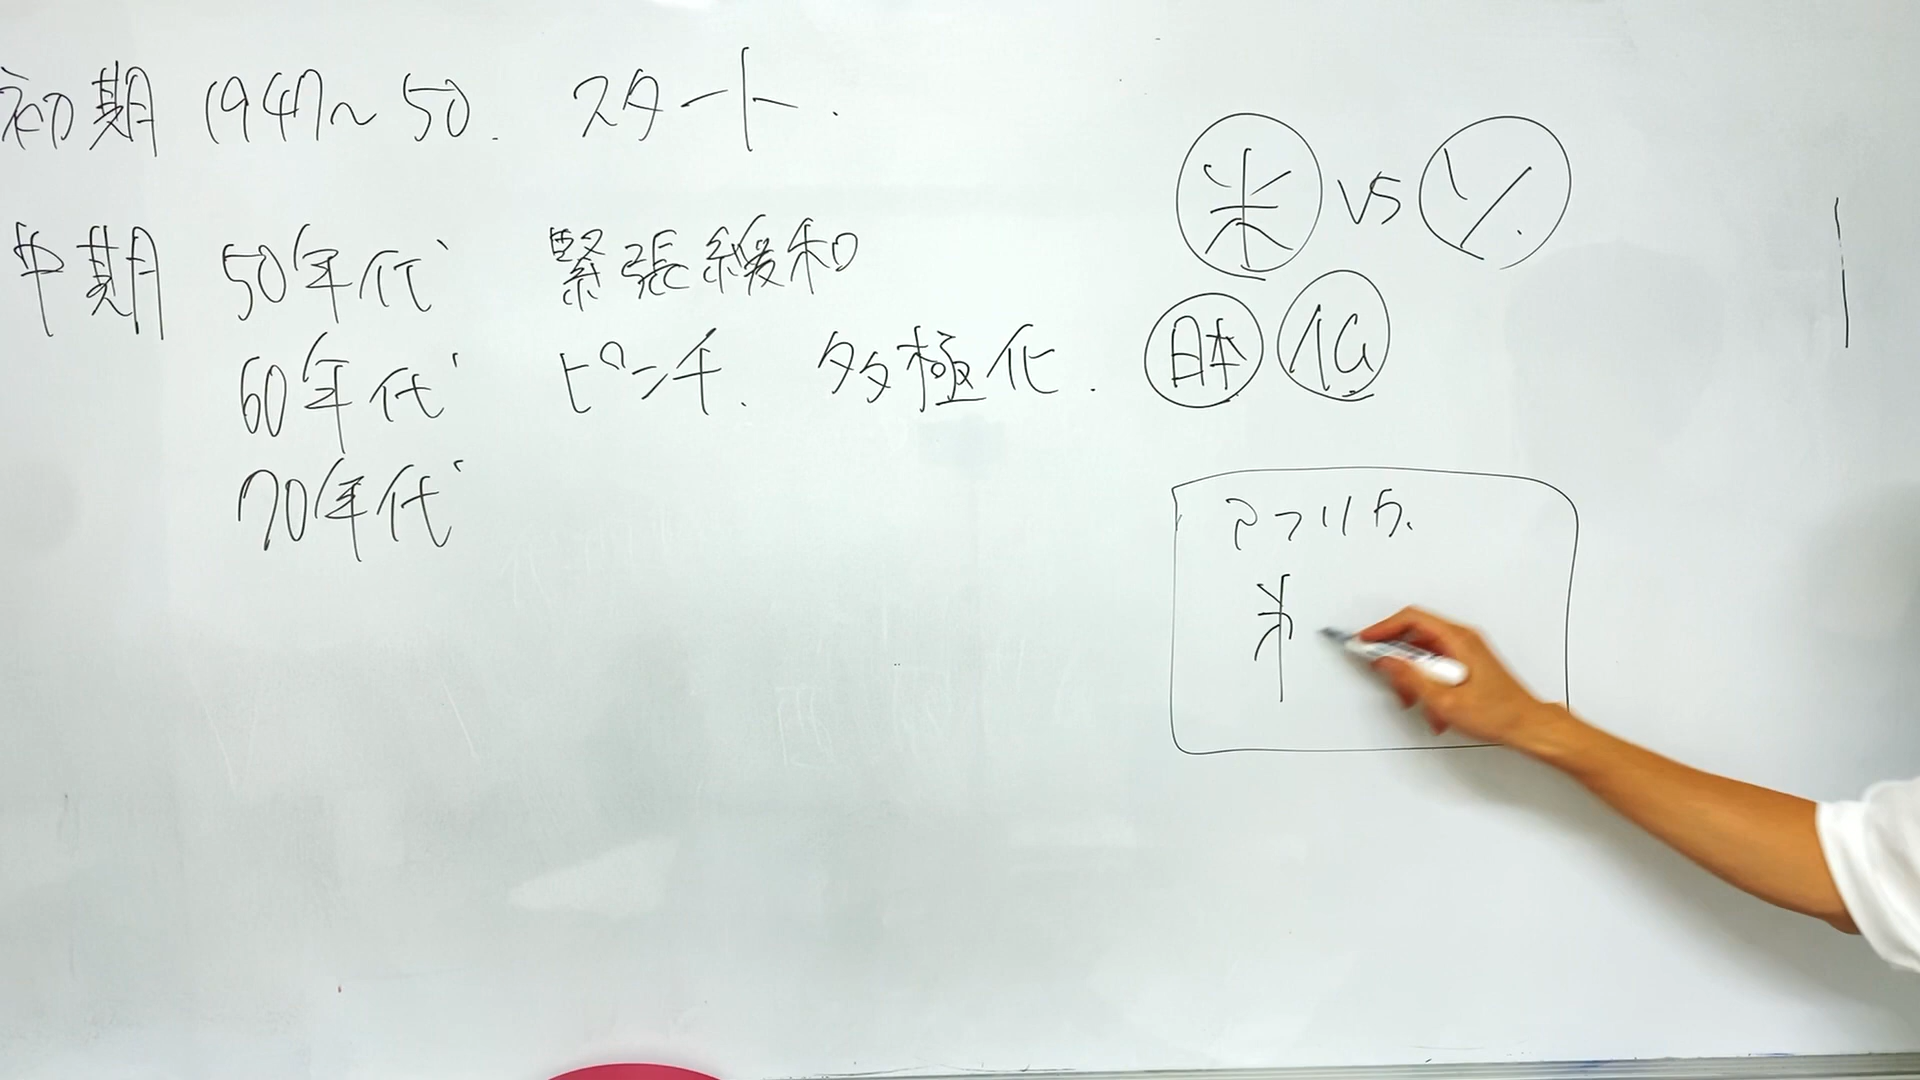 初期 1947~50. スタート.
中期 50年代 緊張緩和
60年代 ピンチ. 多極化.
70年代
米 vs ソ.
日本 仏
アフリカ.
米